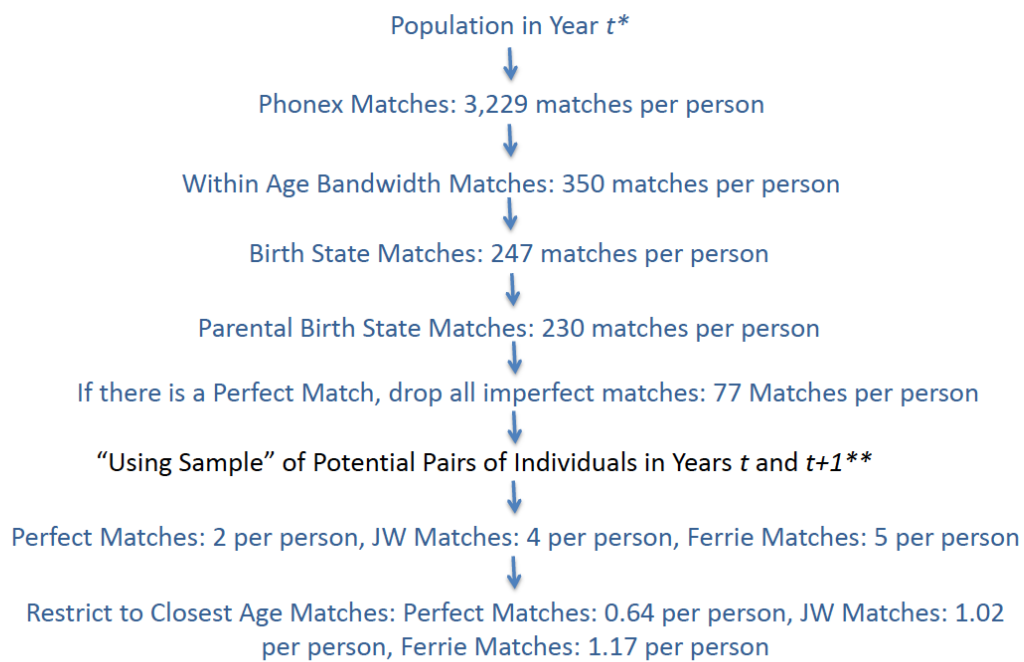 Population in Year t*
Phonex Matches: 3,229 matches per person
Within Age Bandwidth Matches: 350 matches per person
Birth State Matches: 247 matches per person
Parental Birth State Matches: 230 matches per person
If there is a Perfect Match, drop all imperfect matches: 77 Matches per person
“Using Sample” of Potential Pairs of Individuals in Years t and t+1**
Perfect Matches: 2 per person, JW Matches: 4 per person, Ferrie Matches: 5 per person
Restrict to Closest Age Matches: Perfect Matches: 0.64 per person, JW Matches: 1.02
per person, Ferrie Matches: 1.17 per person